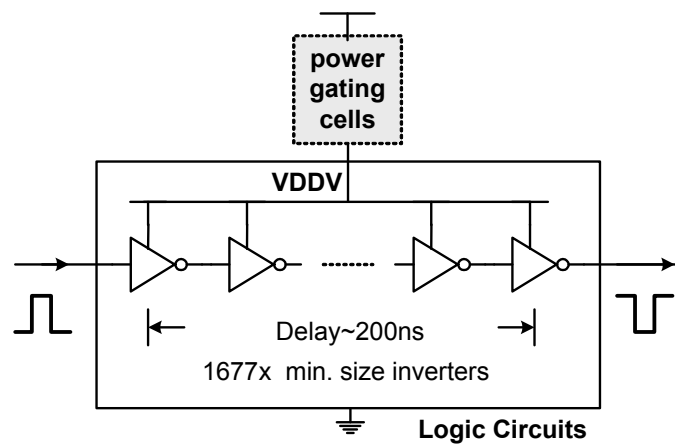 power
gating
cells
VDDV
Delay~200ns
1677x min. size inverters
Logic Circuits